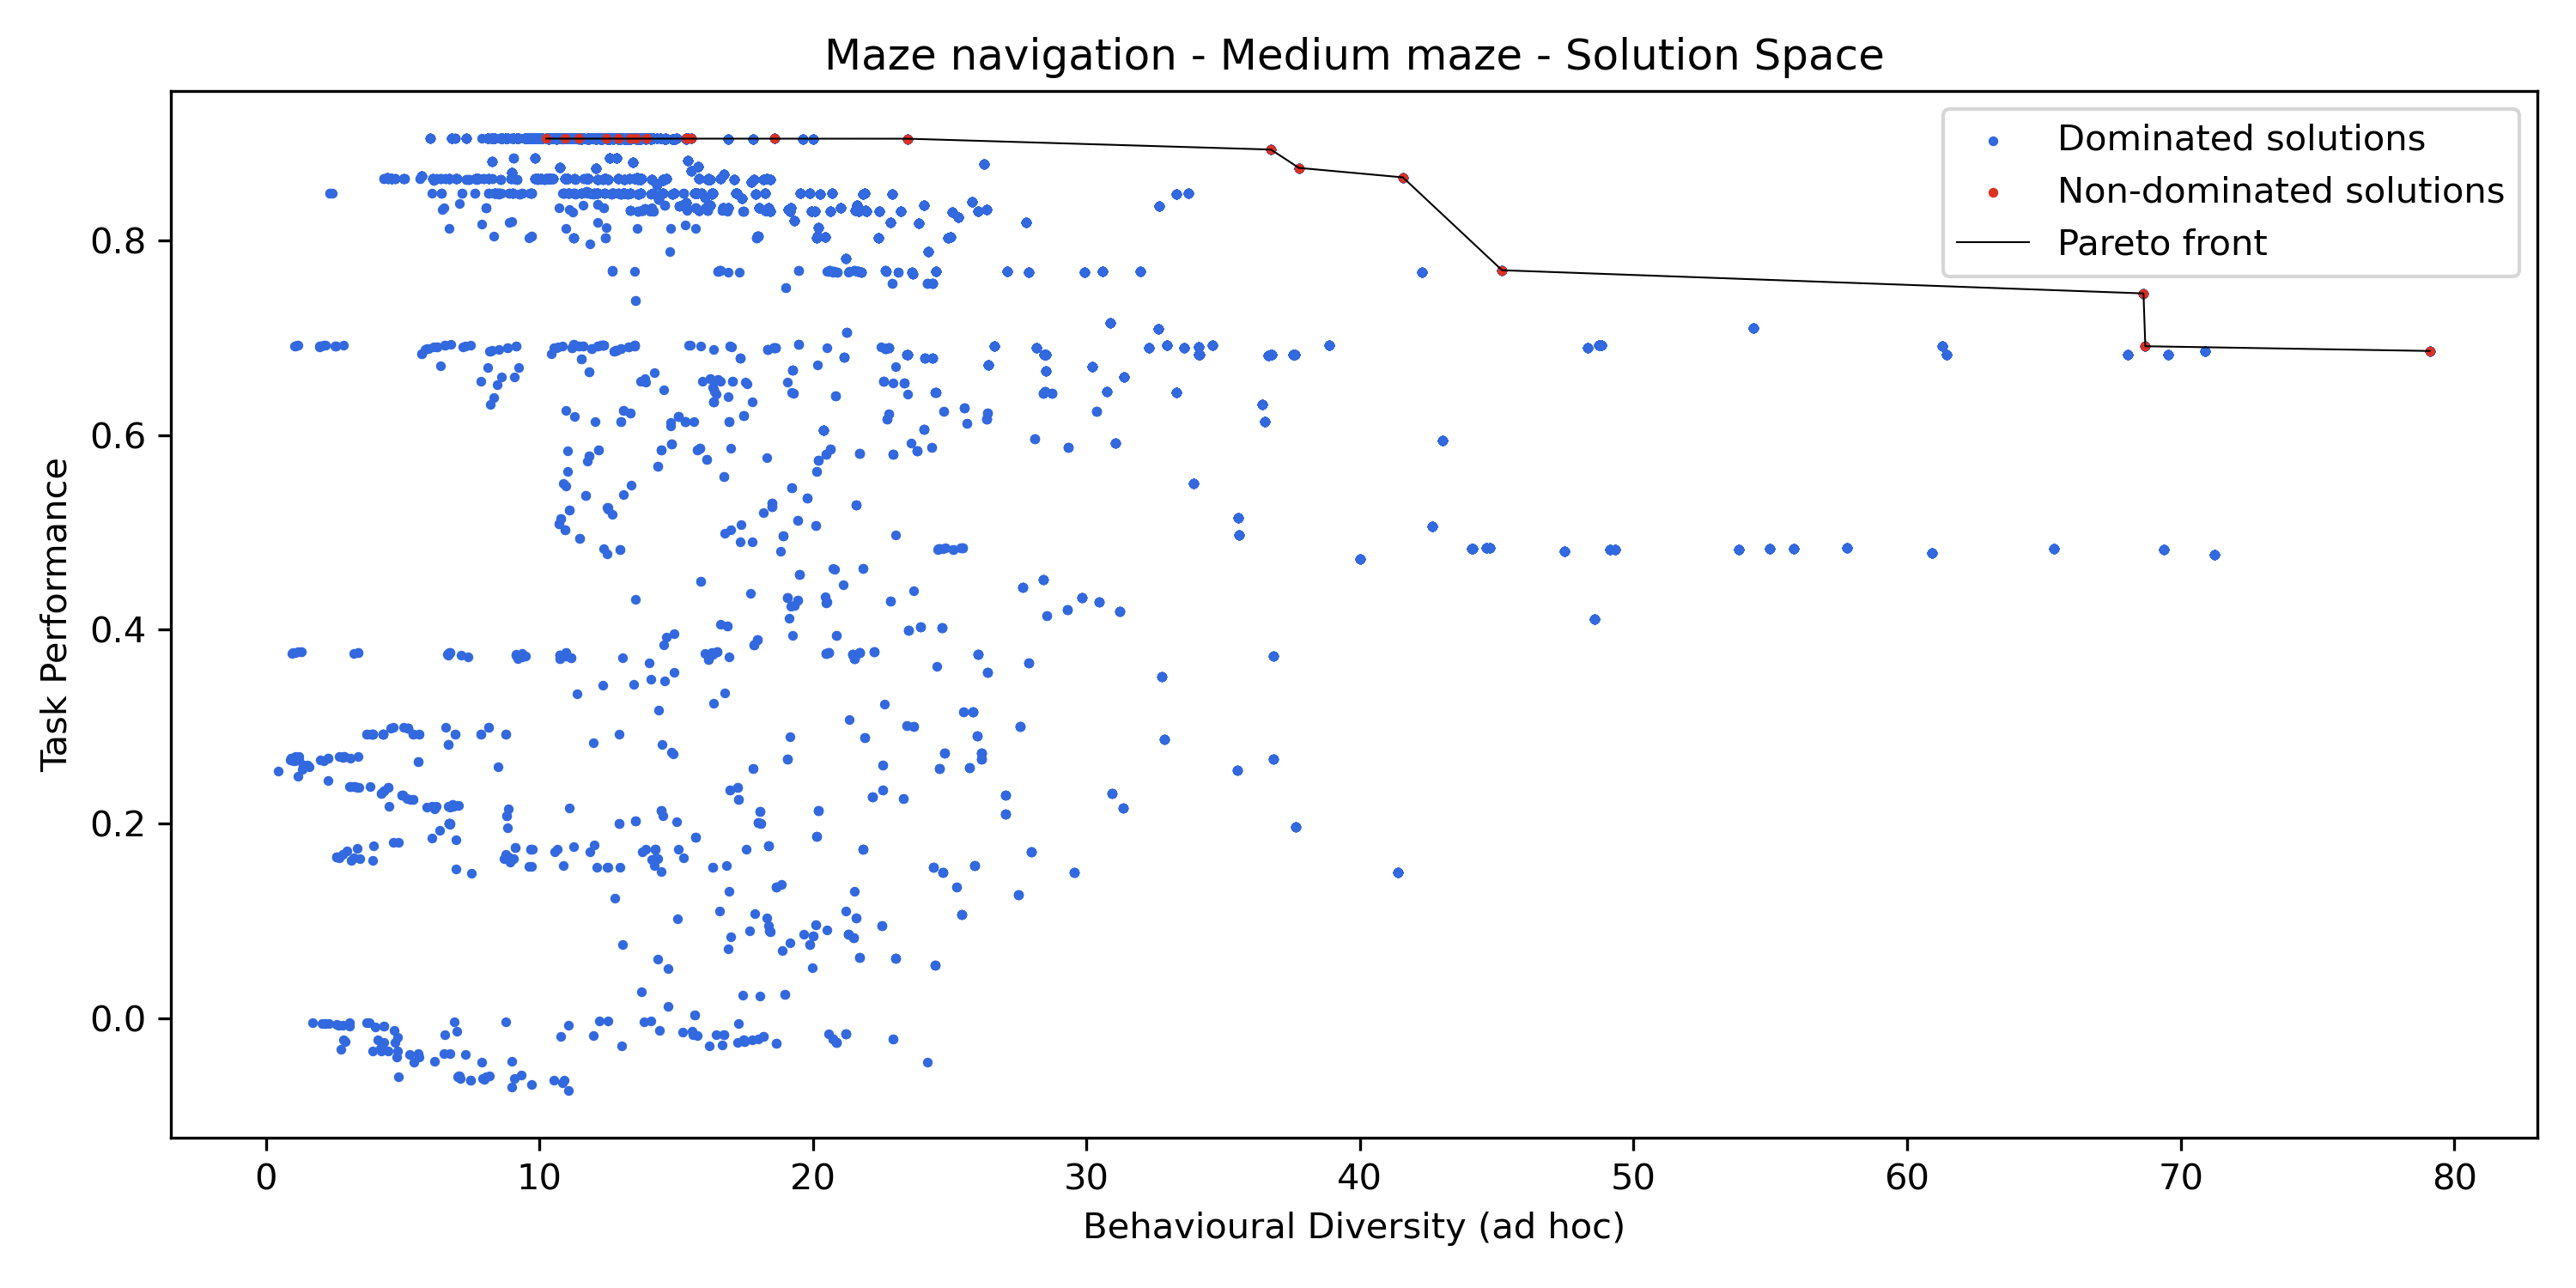 Maze navigation - Medium maze - Solution Space
Dominated solutions
Non-dominated solutions
Pareto front
Task Performance
0.8
0.6
0.4
0.2
0.0
0 10 20 30 40 50 60 70 80
Behavioural Diversity (ad hoc)